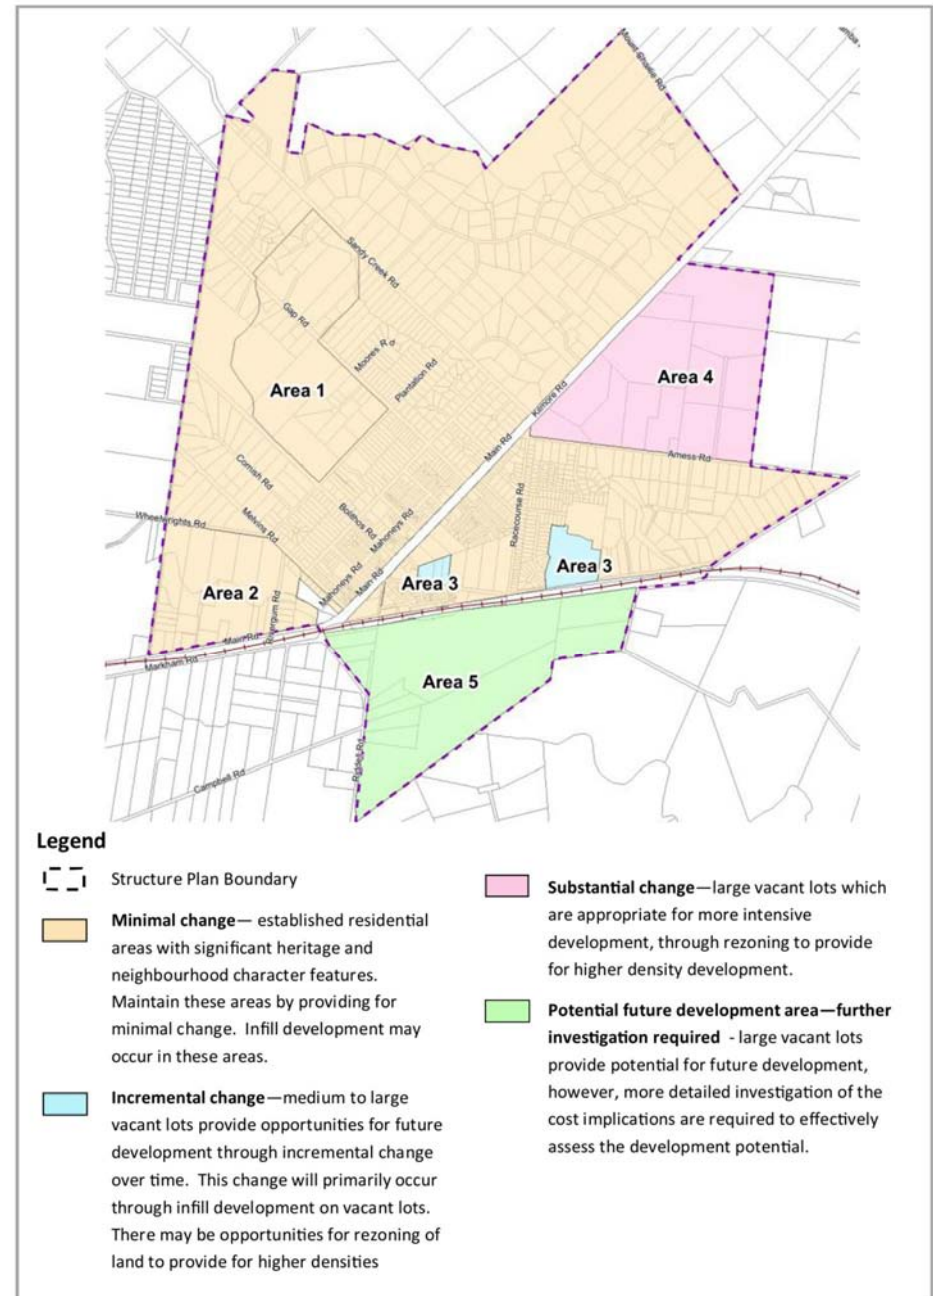 Mount Charlie Rd
Sandy Creek Rd
Gap Rd
Moores Rd
Plantation Rd
Area 1
Area 4
Kilmore Rd
Main Rd
Amess Rd
Cornish Rd
Racecourse Rd
Melvins Rd
Bolithos Rd
Mahoneys Rd
Wheelwrights Rd
Area 3
Area 3
Mahoneys Rd
Main Rd
Area 2
Rivergum Rd
Main Rd
Markham Rd
Area 5
Riddell Rd
Campbell Rd
Legend
Structure Plan Boundary
Minimal change— established residential
areas with significant heritage and
neighbourhood character features.
Maintain these areas by providing for
minimal change. Infill development may
occur in these areas.
Incremental change—medium to large
vacant lots provide opportunities for future
development through incremental change
over time. This change will primarily occur
through infill development on vacant lots.
There may be opportunities for rezoning of
land to provide for higher densities
Substantial change—large vacant lots which
are appropriate for more intensive
development, through rezoning to provide
for higher density development.
Potential future development area—further
investigation required - large vacant lots
provide potential for future development,
however, more detailed investigation of the
cost implications are required to effectively
assess the development potential.